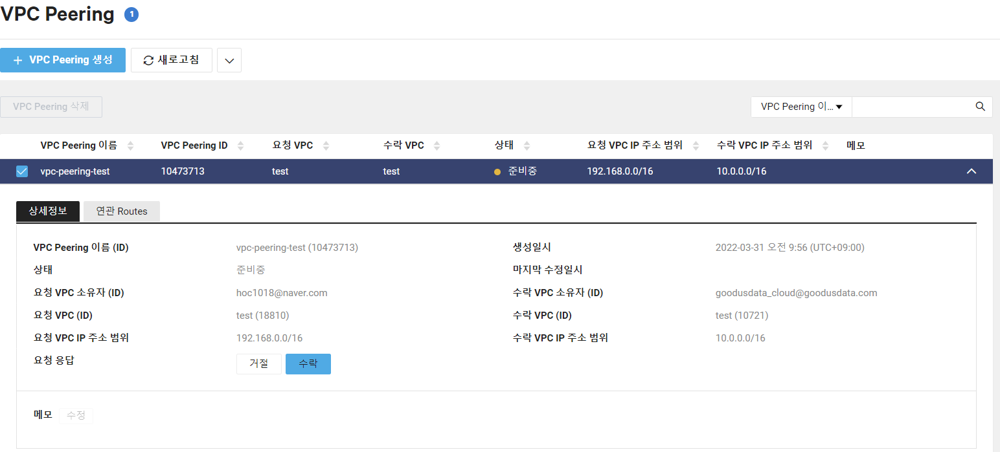 VPC Peering 1
VPC Peering 생성 새로고침
VPC Peering 삭제 VPC Peering 이...
VPC Peering 이름 VPC Peering ID 요청 VPC 수락 VPC 상태 요청 VPC IP 주소 범위 수락 VPC IP 주소 범위 메모
vpc-peering-test 10473713 test test 준비중 192.168.0.0/16 10.0.0.0/16
상세정보 연관 Routes
VPC Peering 이름 (ID) vpc-peering-test (10473713) 생성일시 2022-03-31 오전 9:56 (UTC+09:00)
상태 준비중 마지막 수정일시
요청 VPC 소유자 (ID) hoc1018@naver.com 수락 VPC 소유자 (ID) goodusdata_cloud@goodusdata.com
요청 VPC (ID) test (18810) 수락 VPC (ID) test (10721)
요청 VPC IP 주소 범위 192.168.0.0/16 수락 VPC IP 주소 범위 10.0.0.0/16
요청 응답 거절 수락
메모 수정